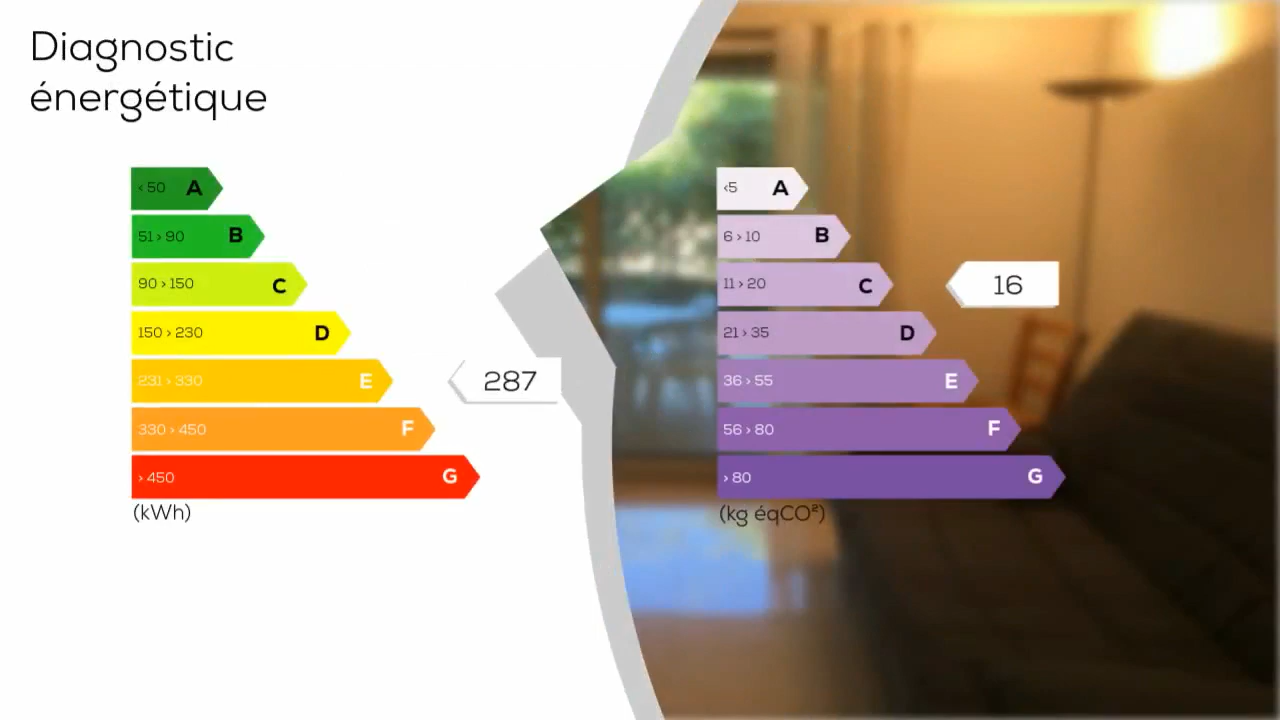 Diagnostic
énergétique
< 50 A
51 > 90 B
90 > 150 C
150 > 230 D
231 > 330 E
330 > 450 F
> 450 G
(kWh)
287
<5 A
6 > 10 B
11 > 20 C
21 > 35 D
36 > 55 E
56 > 80 F
> 80 G
(kg éqCO²)
16